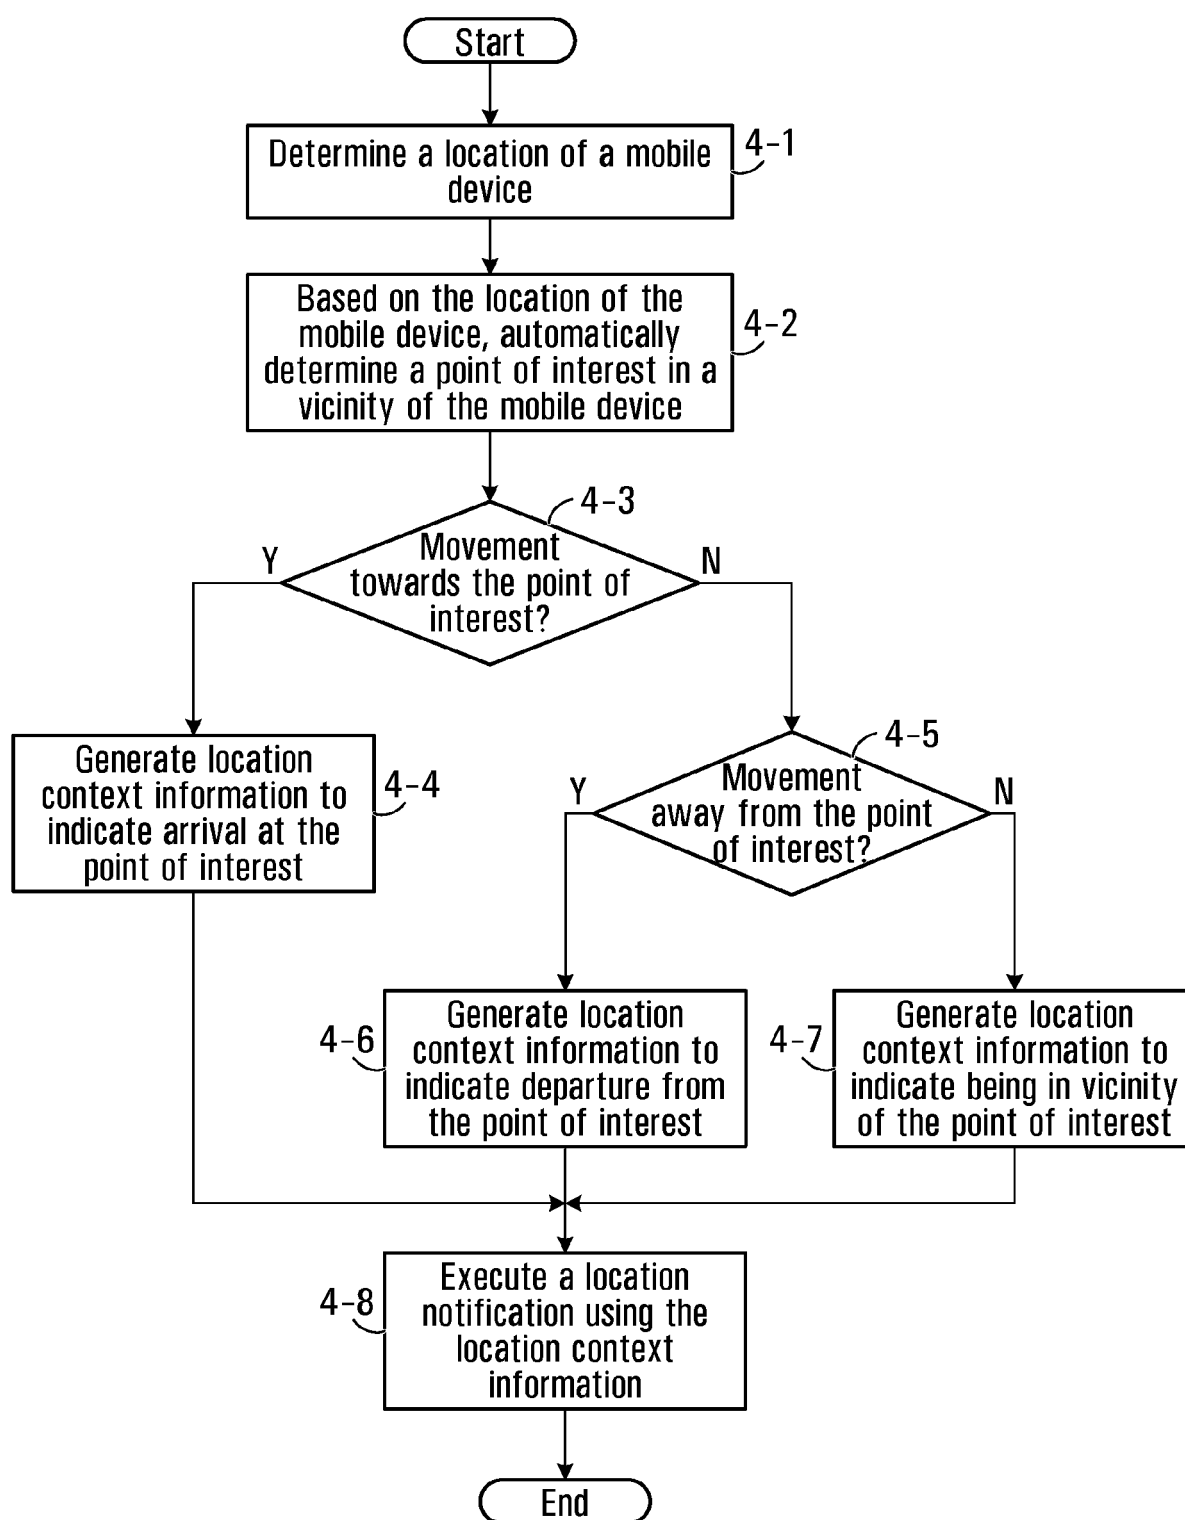 Start
Determine a location of a mobile
device
4-1
Based on the location of the
mobile device, automatically
determine a point of interest in a
vicinity of the mobile device
4-2
4-3
Movement
towards the point of
interest?
Y
N
Generate location
context information to
indicate arrival at the
point of interest
4-4
4-5
Movement
away from the point
of interest?
Y
N
4-6
Generate location
context information to
indicate departure from
the point of interest
4-7
Generate location
context information to
indicate being in vicinity
of the point of interest
4-8
Execute a location
notification using the
location context
information
End